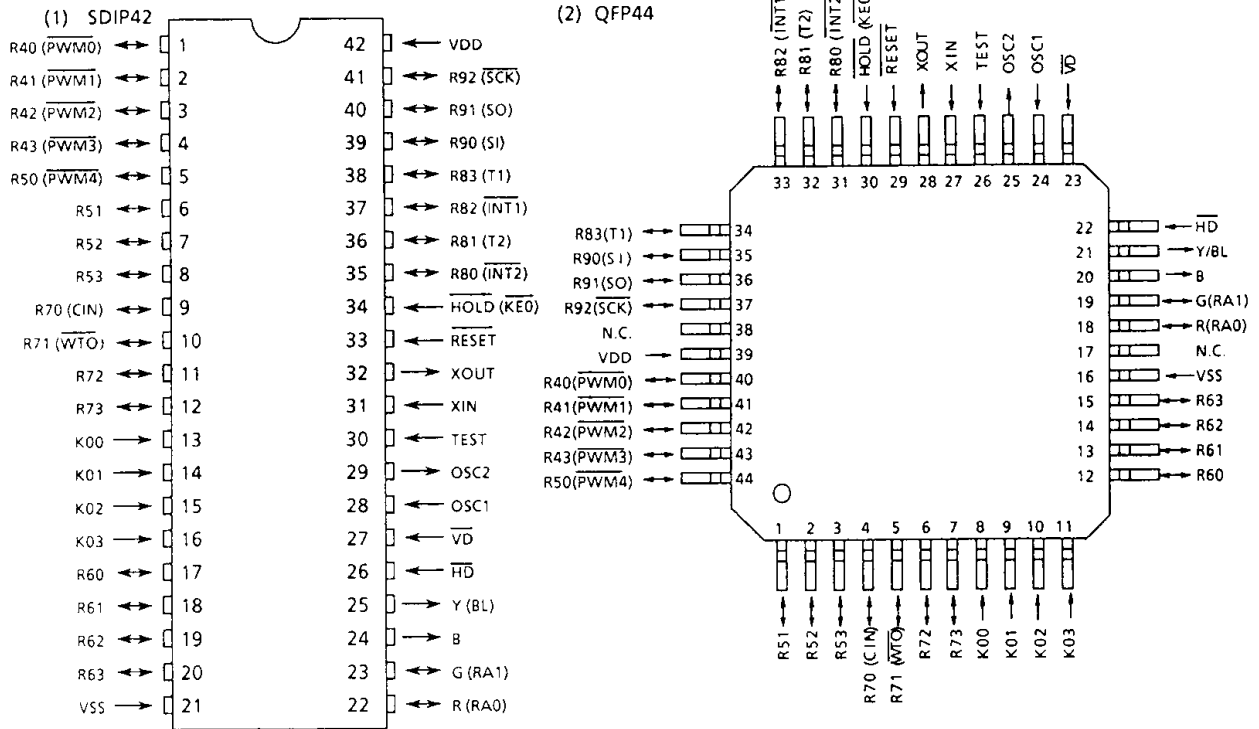 (1) SDIP42
R40 (PWM0) 1 42 VDD
R41 (PWM1) 2 41 R92 (SCK)
R42 (PWM2) 3 40 R91 (SO)
R43 (PWM3) 4 39 R90 (SI)
R50 (PWM4) 5 38 R83 (T1)
R51 6 37 R82 (INT1)
R52 7 36 R81 (T2)
R53 8 35 R80 (INT2)
R70 (CIN) 9 34 HOLD (KE0)
R71 (WTO) 10 33 RESET
R72 11 32 XOUT
R73 12 31 XIN
K00 13 30 TEST
K01 14 29 OSC2
K02 15 28 OSC1
K03 16 27 VD
R60 17 26 HD
R61 18 25 Y (BL)
R62 19 24 B
R63 20 23 G (RA1)
VSS 21 22 R (RA0)
(2) QFP44
R82 (INT1
R81 (T2)
R80 (INT2
HOLD (KE0
RESET
XOUT
XIN
TEST
OSC2
OSC1
VD
33 32 31 30 29 28 27 26 25 24 23
R83(T1) 34
R90(SI) 35
R91(SO) 36
R92(SCK) 37
N.C. 38
VDD 39
R40(PWM0) 40
R41(PWM1) 41
R42(PWM2) 42
R43(PWM3) 43
R50(PWM4) 44
22 HD
21 Y/BL
20 B
19 G(RA1)
18 R(RA0)
17 N.C.
16 VSS
15 R63
14 R62
13 R61
12 R60
1 2 3 4 5 6 7 8 9 10 11
R51
R52
R53
R70 (CIN)
R71 (WTO)
R72
R73
K00
K01
K02
K03